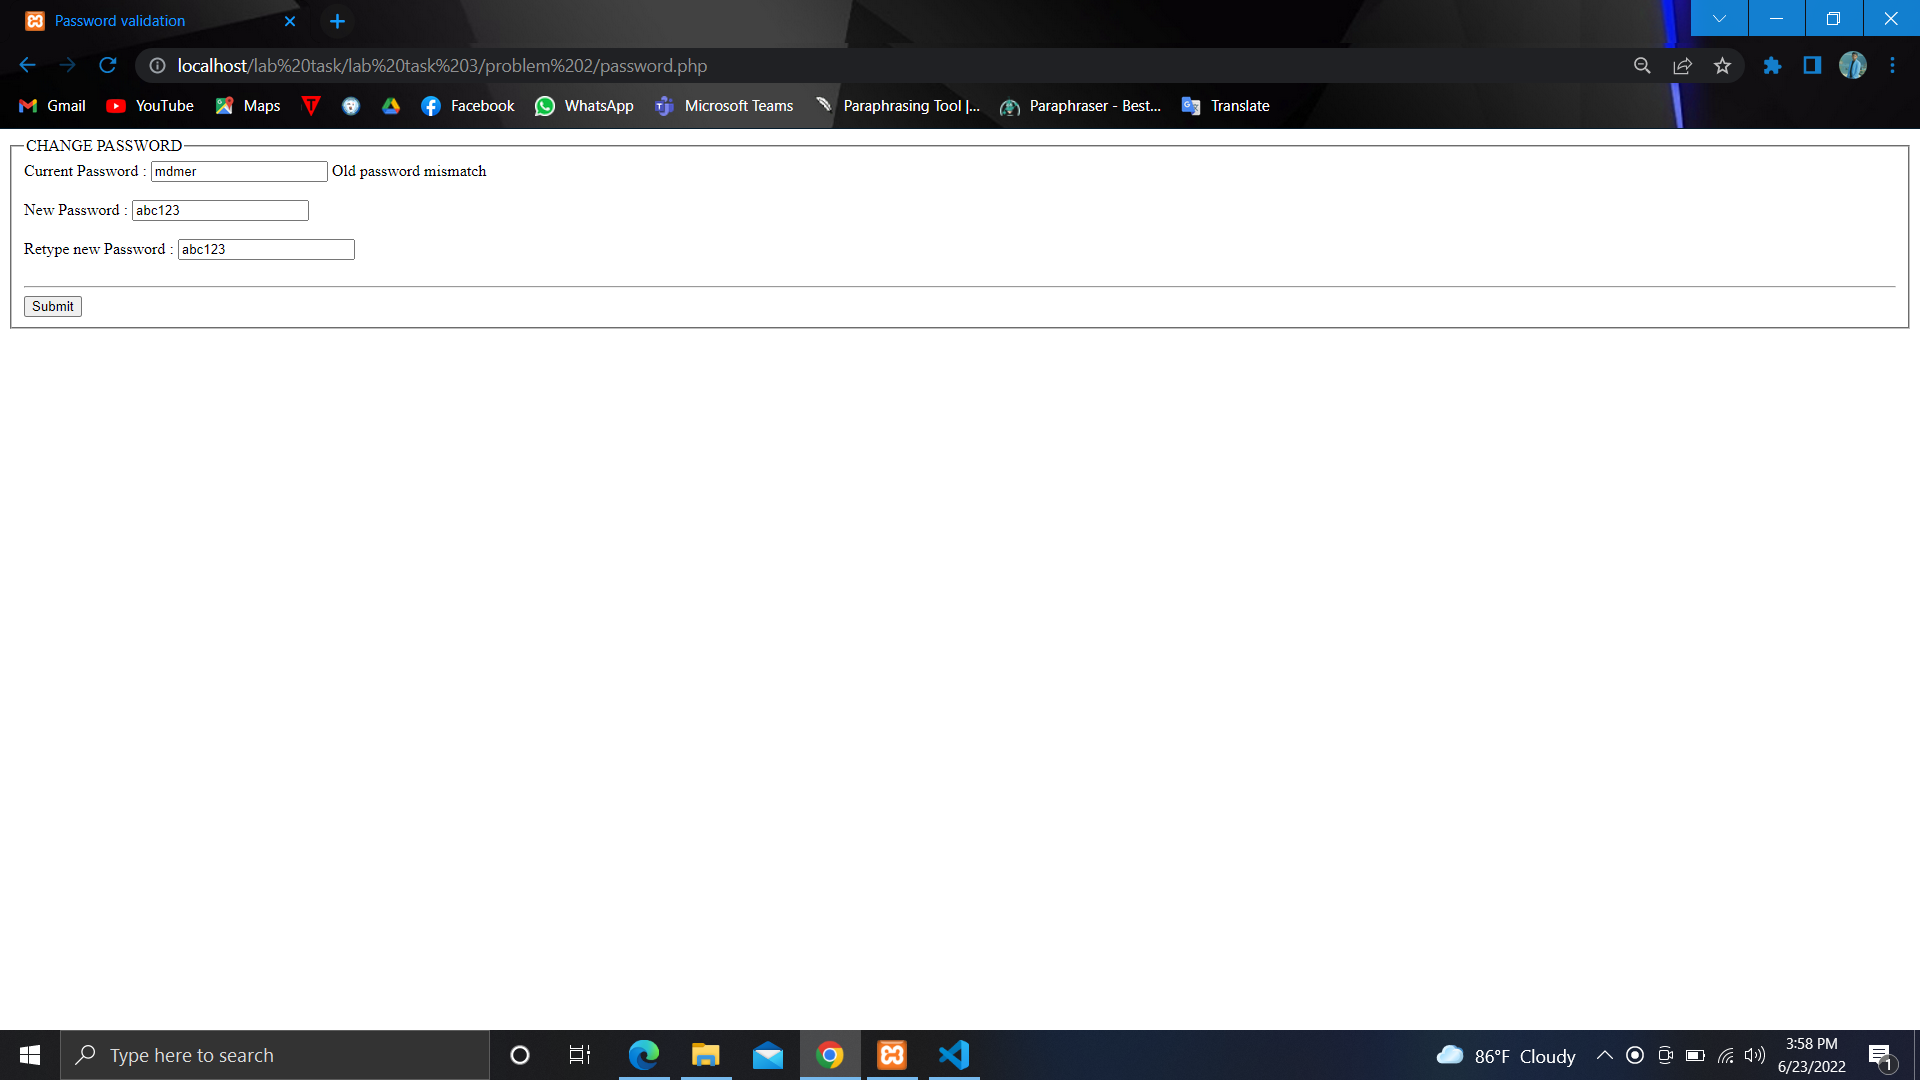 Password validation
localhost/lab%20task/lab%20task%203/problem%202/password.php
Gmail YouTube Maps Facebook WhatsApp Microsoft Teams Paraphrasing Tool |... Paraphraser - Best... Translate
CHANGE PASSWORD
Current Password : mdmer Old password mismatch
New Password : abc123
Retype new Password : abc123
Submit
Type here to search
86°F Cloudy
3:58 PM
6/23/2022
1